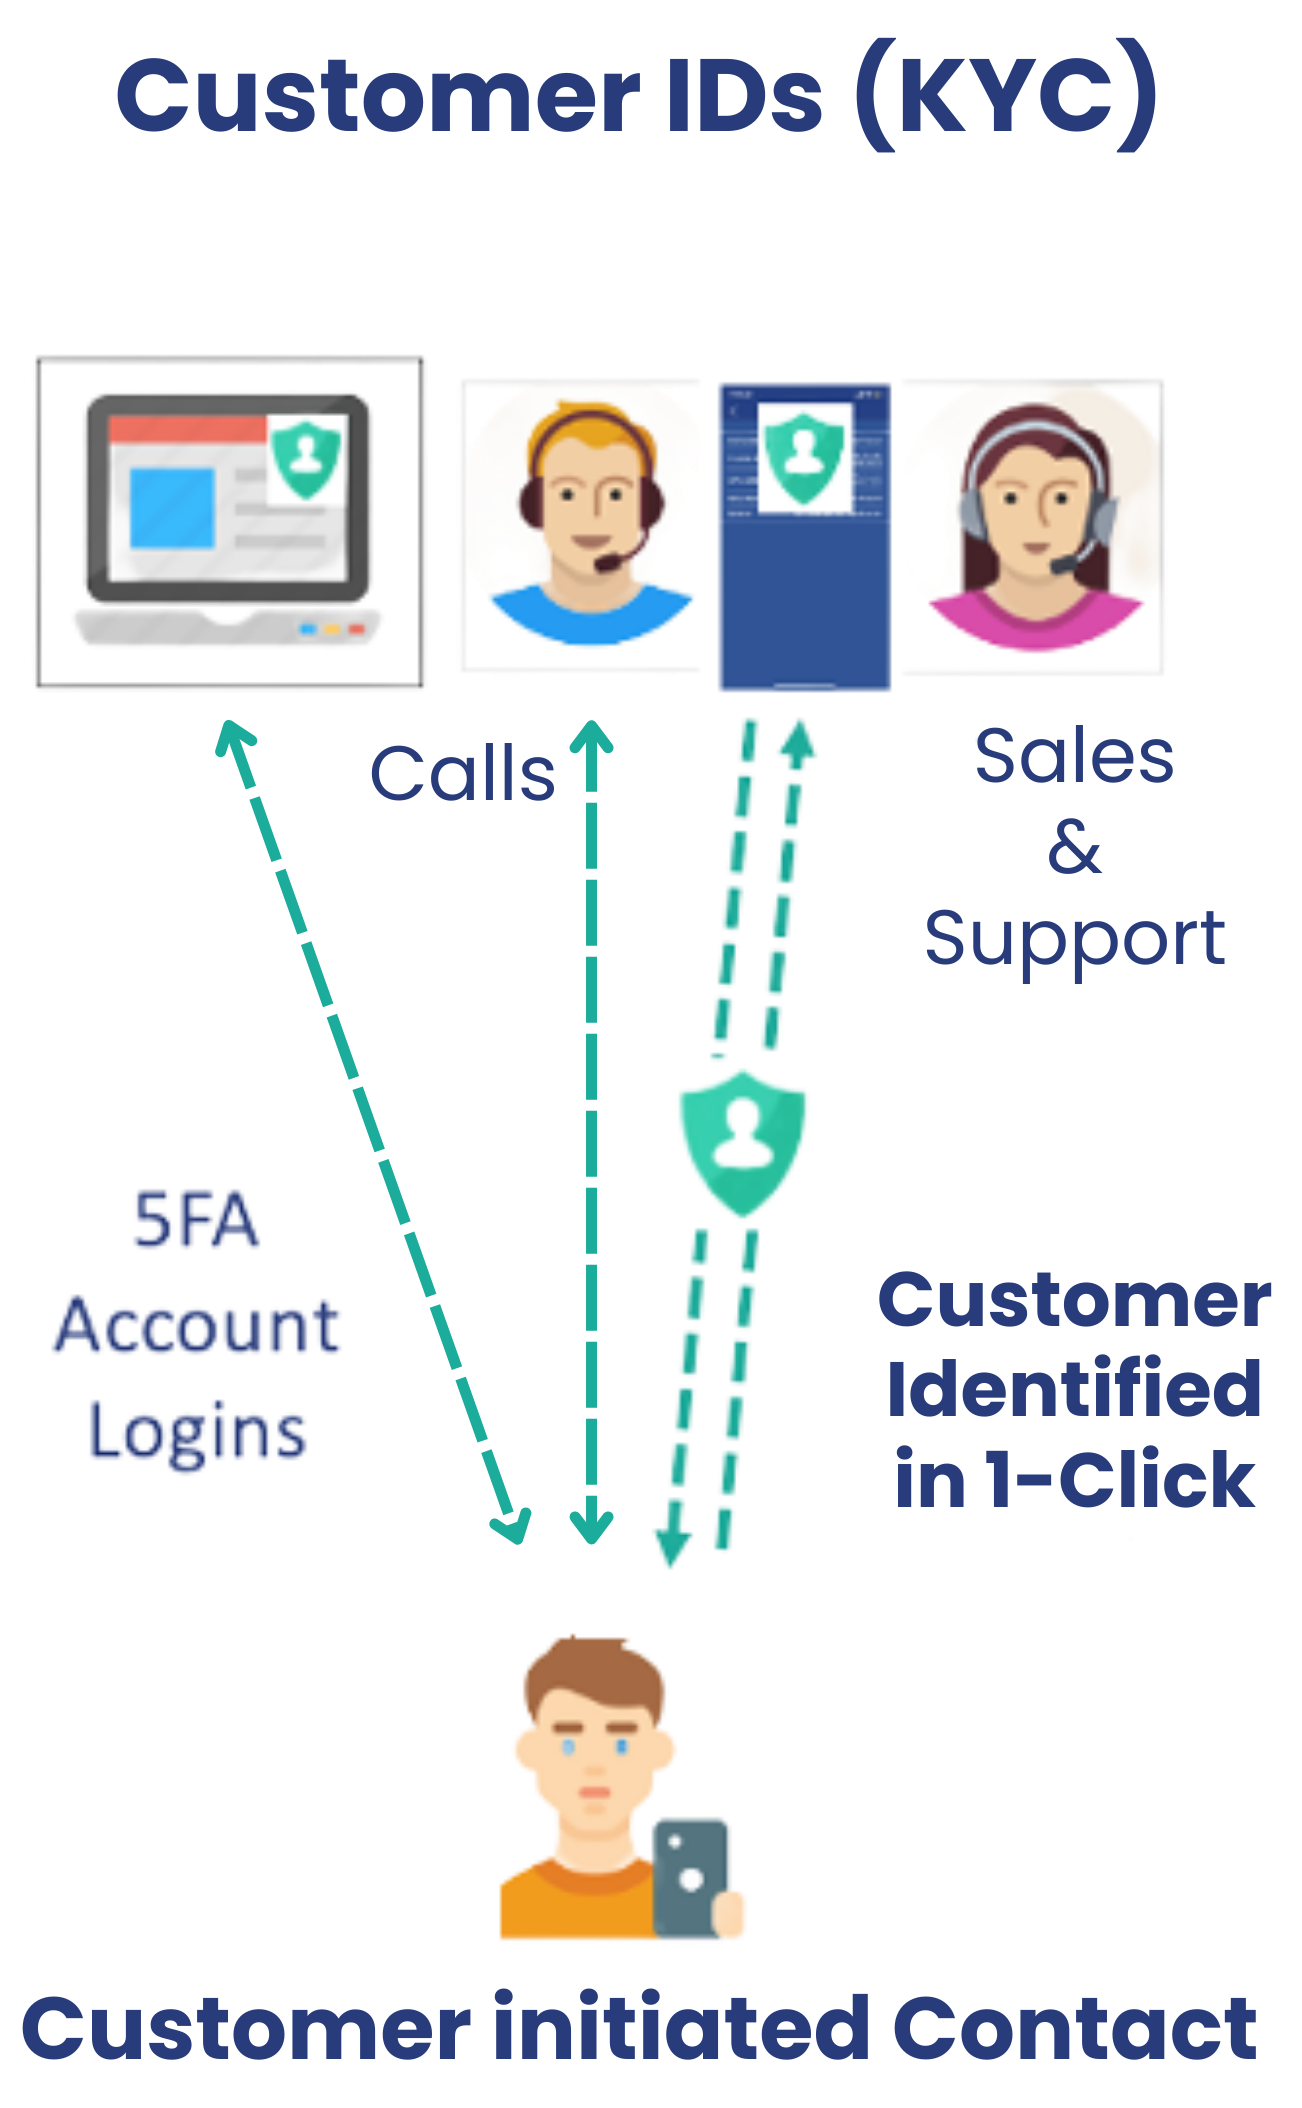 Customer IDs (KYC)
Calls
Sales
&
Support
5FA
Account
Logins
Customer
Identified
in 1-Click
Customer initiated Contact